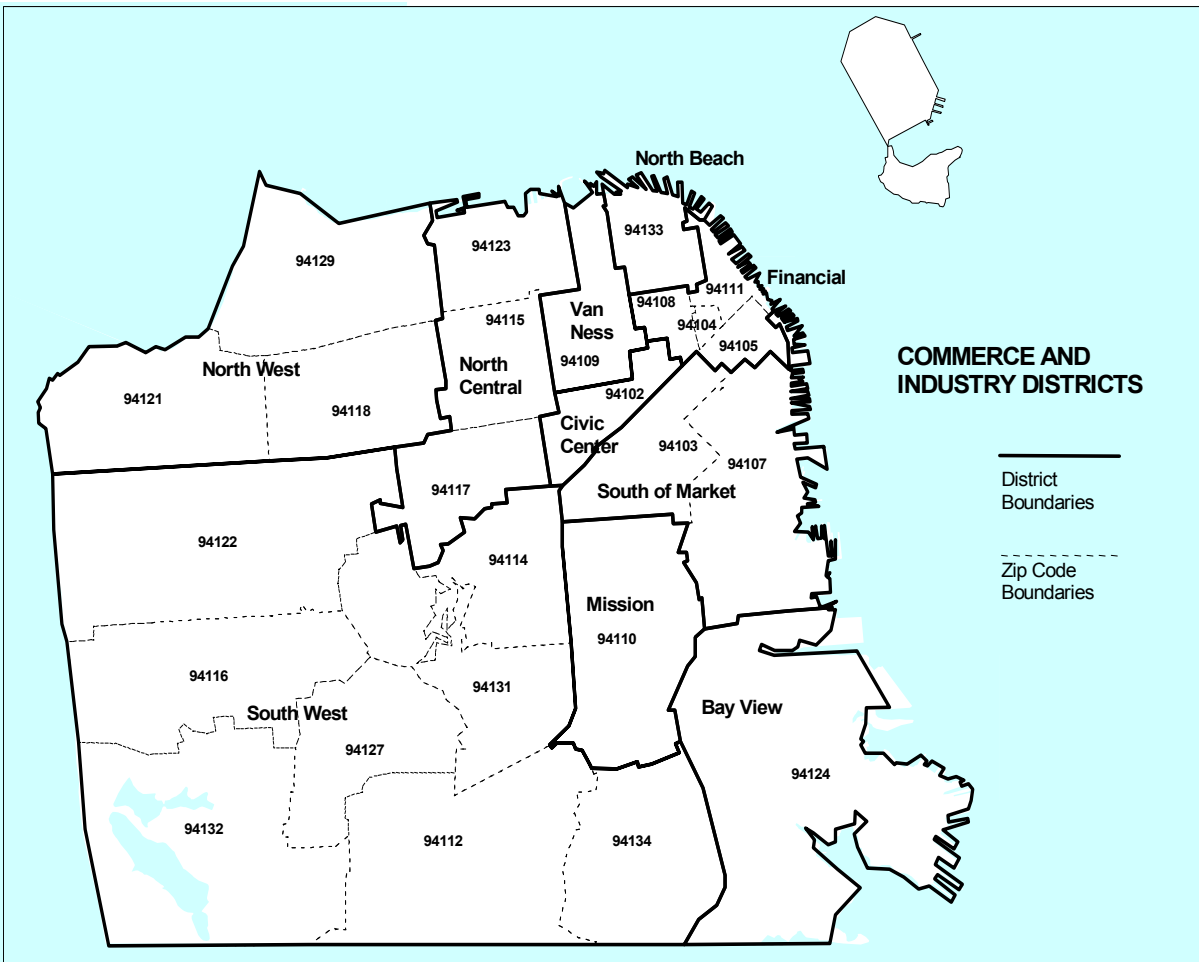 North Beach
94133
94123
94129
Financial
94111
94108
94115
Van
Ness
94104
94105
94109
North West
North
Central
COMMERCE AND
INDUSTRY DISTRICTS
94121
94118
94102
Civic
Center
94103
94107
94117
South of Market
District
Boundaries
94122
94114
Zip Code
Boundaries
Mission
94110
94116
94131
South West
Bay View
94127
94124
94132
94112
94134